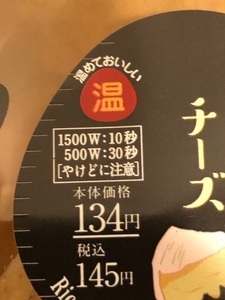 温めておいしい
温
1500W:10秒
500W:30秒
[やけどに注意]
本体価格
134円
税込
145円
チーズ
Ric